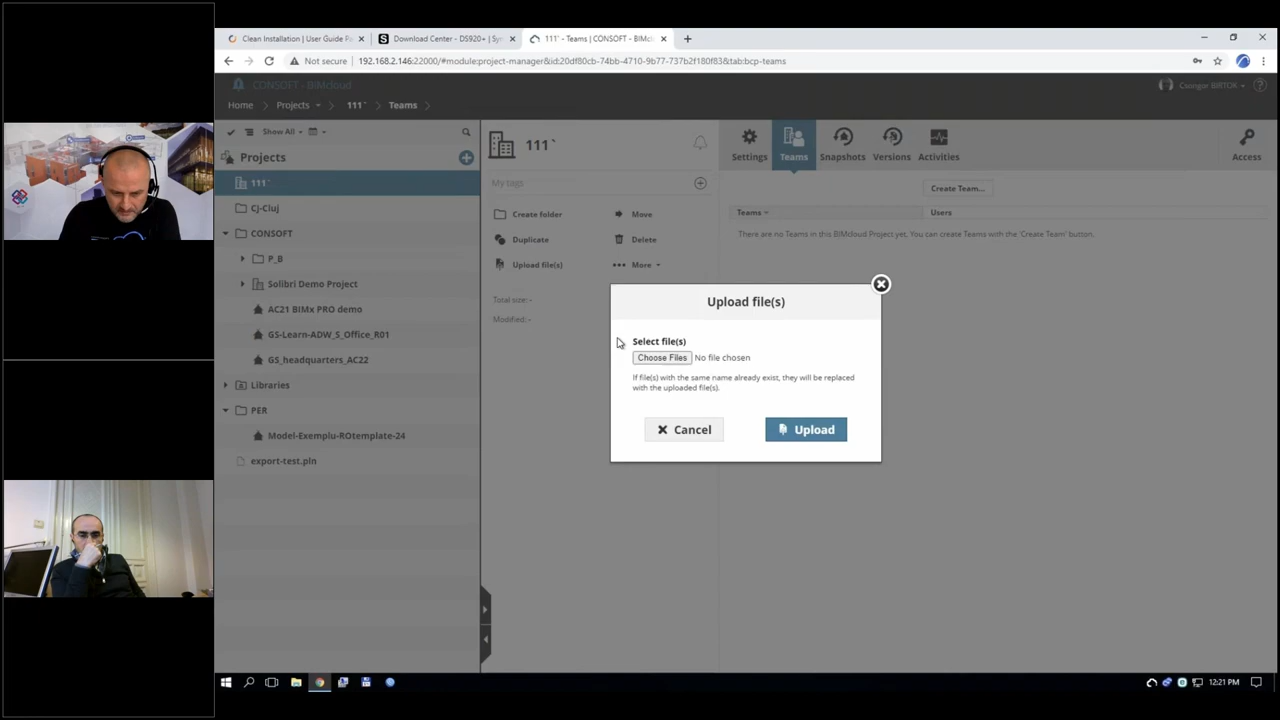 Clean Installation | User Guide Pa
Download Center - DS920+ | Syn
111` - Teams | CONSOFT - BIMclo
Not secure
192.168.2.146:22000/#module:project-manager&id:20df80cb-74bb-4710-9b77-737b2f180f83&tab:bcp-teams
CONSOFT - BIMcloud
Csongor BIRTOK
Home
Projects
111`
Teams
Show All
Projects
111`
Cj-Cluj
CONSOFT
P_B
Solibri Demo Project
AC21 BIMx PRO demo
GS-Learn-ADW_S_Office_R01
GS_headquarters_AC22
Libraries
PER
Model-Exemplu-ROtemplate-24
export-test.pln
111`
My tags
Create folder
Move
Duplicate
Delete
Upload file(s)
More
Total size:-
Modified:-
Settings
Teams
Snapshots
Versions
Activities
Access
Create Team...
Teams
Users
There are no Teams in this BIMcloud Project yet. You can create Teams with the 'Create Team' button.
Upload file(s)
Select file(s)
Choose Files No file chosen
If file(s) with the same name already exist, they will be replaced
with the uploaded file(s).
Cancel
Upload
12:21 PM